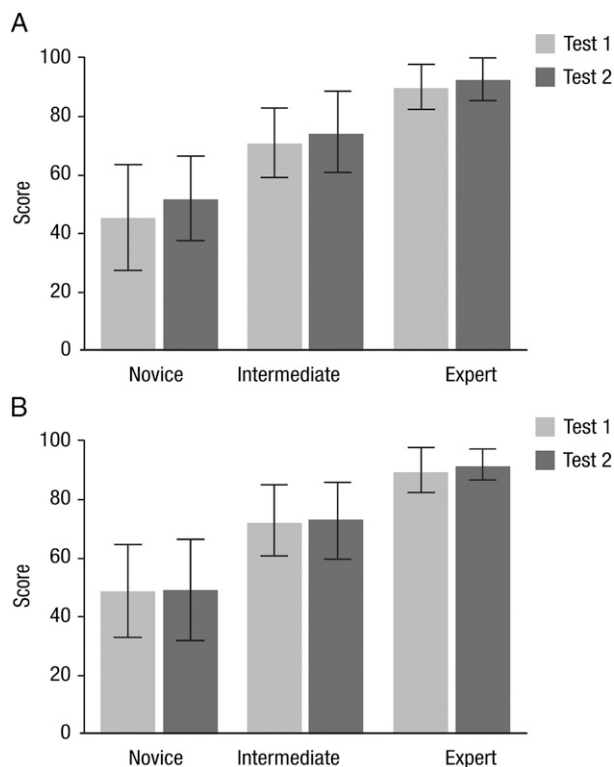 A
Test 1
Test 2
100
80
60
40
20
0
Score
Novice Intermediate Expert
B
Test 1
Test 2
100
80
60
40
20
0
Score
Novice Intermediate Expert